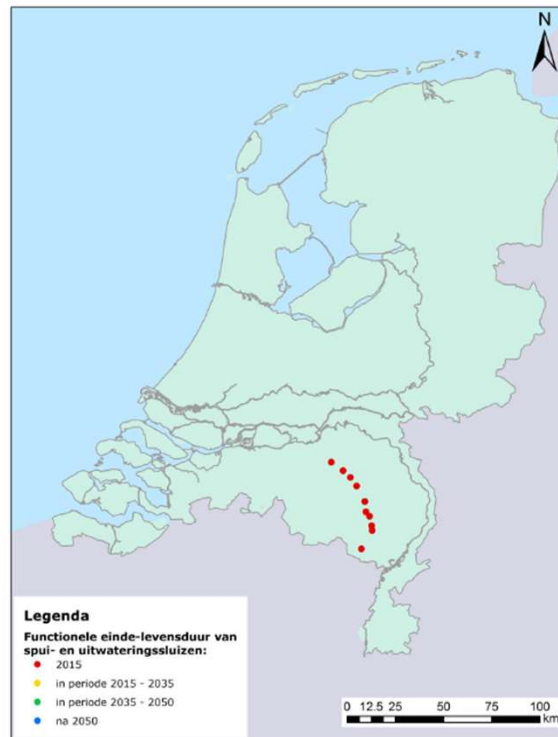 N
Legenda
Functionele einde-levensduur van
spui- en uitwateringssluizen:
2015
in periode 2015 - 2035
in periode 2035 - 2050
na 2050
0 12.5 25 50 75 100
km